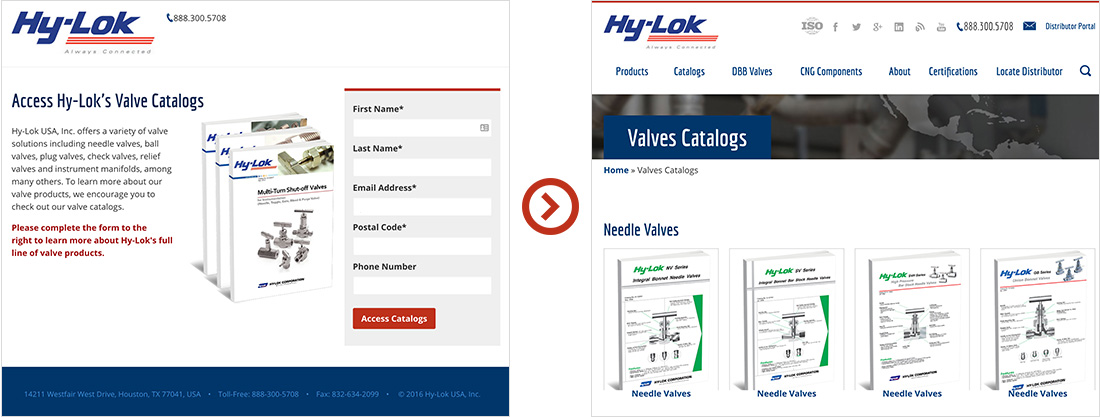 Hy-Lok
Always Connected
888.300.5708
Access Hy-Lok's Valve Catalogs
Hy-Lok USA, Inc. offers a variety of valve
solutions including needle valves, ball
valves, plug valves, check valves, relief
valves and instrument manifolds, among
many others. To learn more about our
valve products, we encourage you to
check out our valve catalogs.
Please complete the form to the
right to learn more about Hy-Lok's full
line of valve products.
Hy-Lok
Multi-Turn Shut-off Valves
HY-LOK CORPORATION
First Name*
Last Name*
Email Address*
Postal Code*
Phone Number
Access Catalogs
14211 Westfair West Drive, Houston, TX 77041, USA • Toll-Free: 888-300-5708 • Fax: 832-634-2099 • © 2016 Hy-Lok USA, Inc.
Hy-Lok
Always Connected
ISO
You
888.300.5708
Distributor Portal
Products Catalogs DBB Valves CNG Components About Certifications Locate Distributor
Valves Catalogs
Home » Valves Catalogs
Needle Valves
Hy-Lok NV Series
Integral Bonnet Needle Valves
HY-LOK CORPORATION
Needle Valves
Hy-Lok GV Series
Integral Bonnet Bar Stock Needle Valves
HY-LOK CORPORATION
Needle Valves
Hy-Lok
High Pressure
Bar Stock Needle Valves
HY-LOK CORPORATION
Needle Valves
Hy-Lok OB Series
Union Bonnet Valves
HY-LOK CORPORATION
Needle Valves